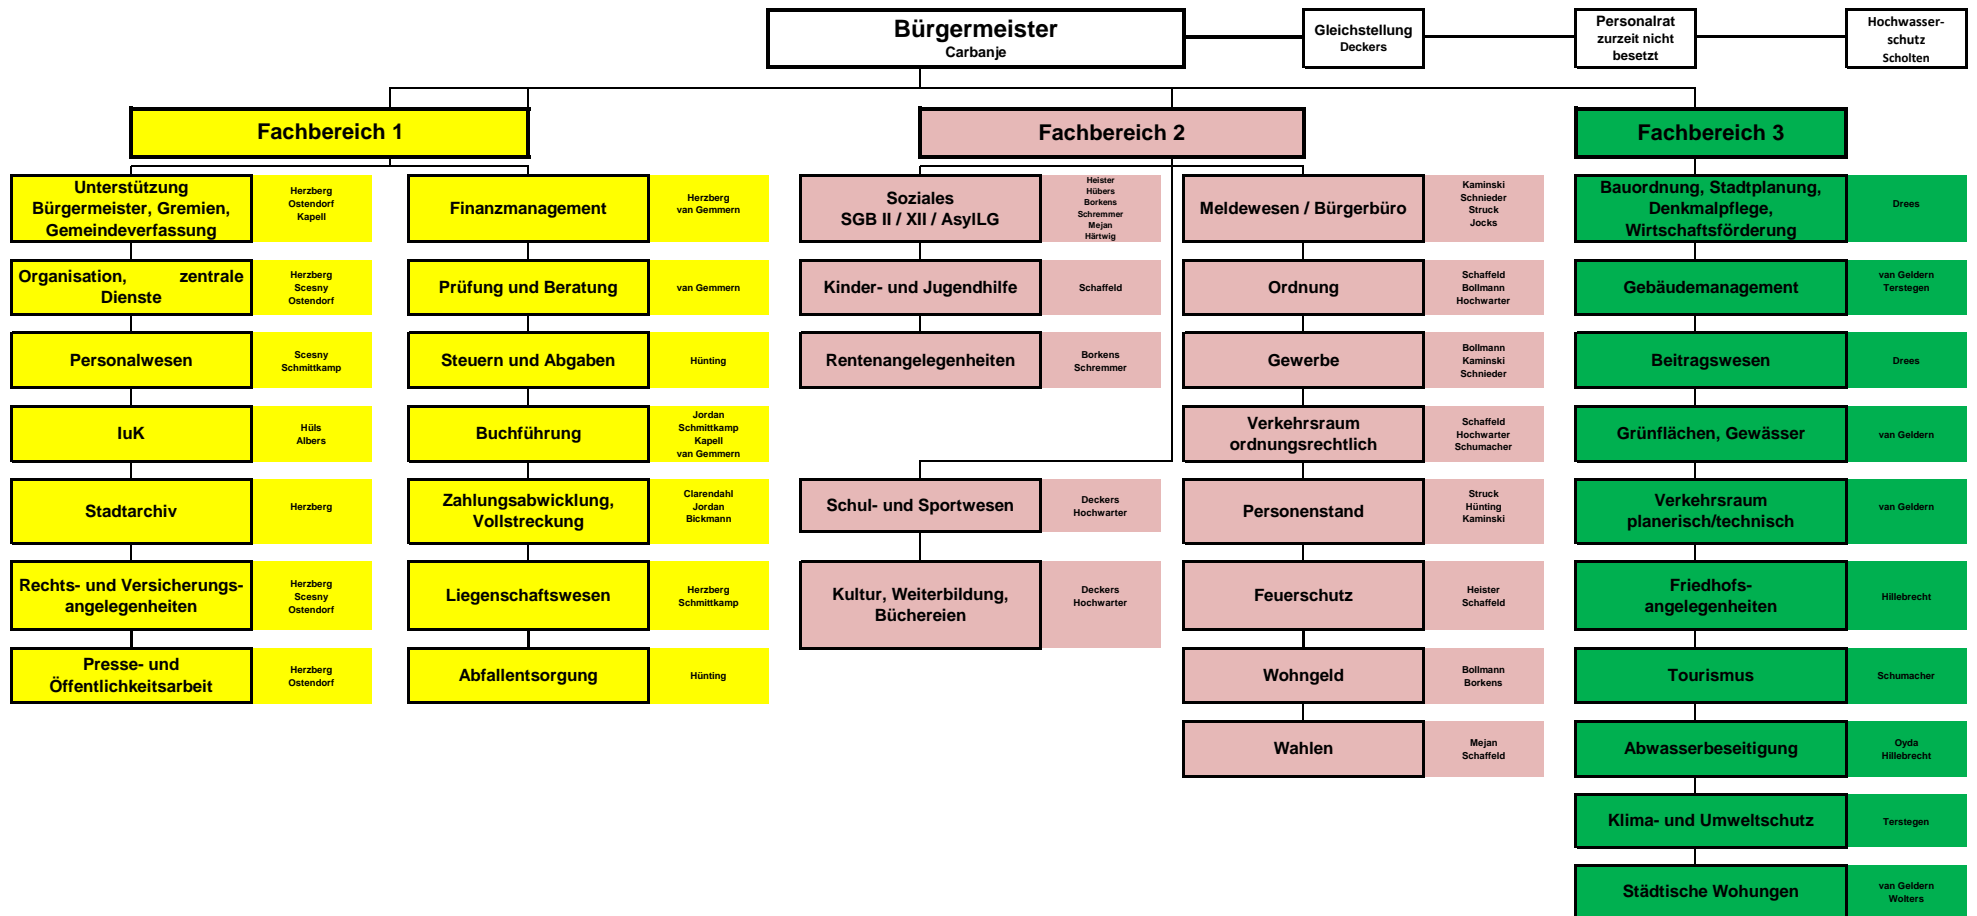 Bürgermeister
Carbanje
Gleichstellung
Deckers
Personalrat
zurzeit nicht
besetzt
Hochwasser-
schutz
Scholten
Fachbereich 1
Fachbereich 2
Fachbereich 3
Unterstützung
Bürgermeister, Gremien,
Gemeindeverfassung
Herzberg
Ostendorf
Kapell
Organisation, zentrale
Dienste
Herzberg
Scesny
Ostendorf
Personalwesen
Scesny
Schmittkamp
IuK
Hüls
Albers
Stadtarchiv
Herzberg
Rechts- und Versicherungs-
angelegenheiten
Herzberg
Scesny
Ostendorf
Presse- und
Öffentlichkeitsarbeit
Herzberg
Ostendorf
Finanzmanagement
Herzberg
van Gemmern
Prüfung und Beratung
van Gemmern
Steuern und Abgaben
Hünting
Buchführung
Jordan
Schmittkamp
Kapell
van Gemmern
Zahlungsabwicklung,
Vollstreckung
Clarendahl
Jordan
Bickmann
Liegenschaftswesen
Herzberg
Schmittkamp
Abfallentsorgung
Hünting
Soziales
SGB II / XII / AsylLG
Heister
Hübers
Borkens
Schremmer
Mejan
Härtwig
Kinder- und Jugendhilfe
Schaffeld
Rentenangelegenheiten
Borkens
Schremmer
Schul- und Sportwesen
Deckers
Hochwarter
Kultur, Weiterbildung,
Büchereien
Deckers
Hochwarter
Meldewesen / Bürgerbüro
Kaminski
Schnieder
Struck
Jocks
Ordnung
Schaffeld
Bollmann
Hochwarter
Gewerbe
Bollmann
Kaminski
Schnieder
Verkehrsraum
ordnungsrechtlich
Schaffeld
Hochwarter
Schumacher
Personenstand
Struck
Hünting
Kaminski
Feuerschutz
Heister
Schaffeld
Wohngeld
Bollmann
Borkens
Wahlen
Mejan
Schaffeld
Bauordnung, Stadtplanung,
Denkmalpflege,
Wirtschaftsförderung
Drees
Gebäudemanagement
van Geldern
Terstegen
Beitragswesen
Drees
Grünflächen, Gewässer
van Geldern
Verkehrsraum
planerisch/technisch
van Geldern
Friedhofs-
angelegenheiten
Hillebrecht
Tourismus
Schumacher
Abwasserbeseitigung
Oyda
Hillebrecht
Klima- und Umweltschutz
Terstegen
Städtische Wohungen
van Geldern
Wolters